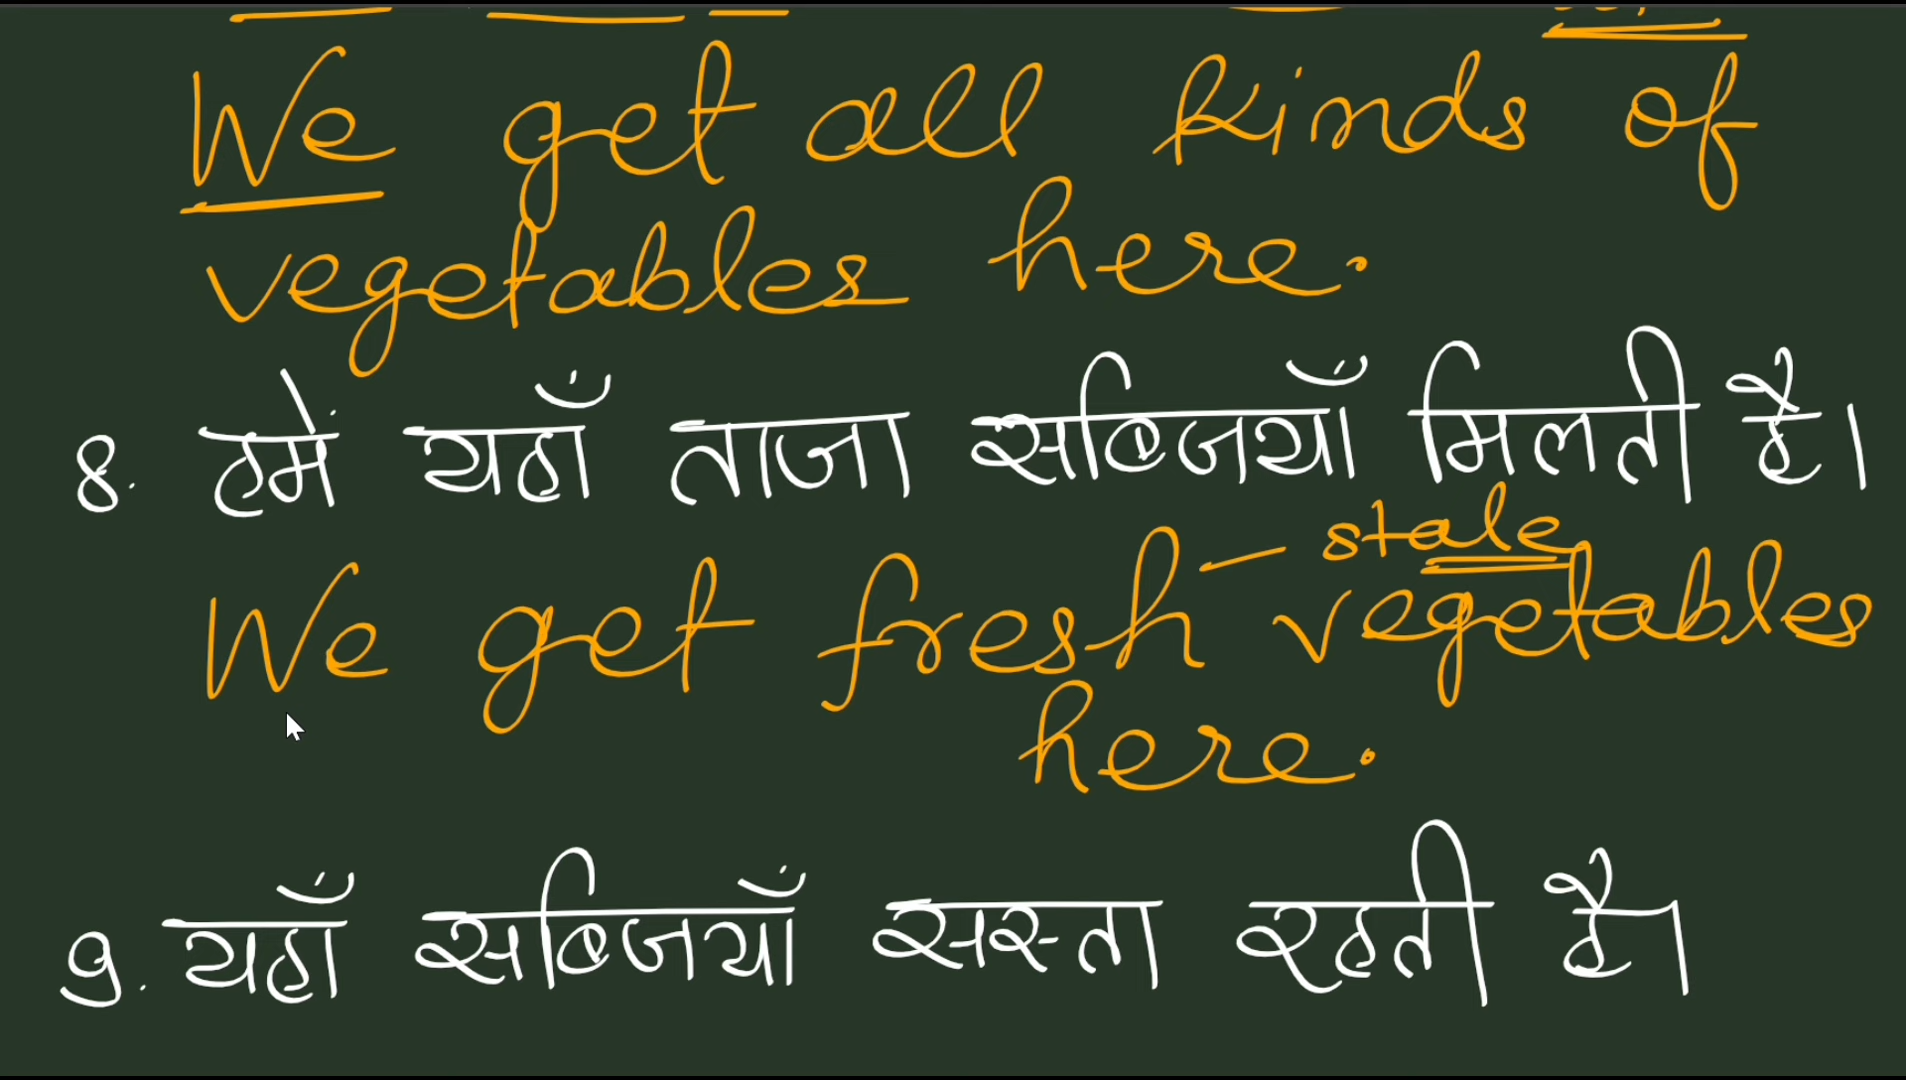 We get all kinds of
vegetables here.
8. हमें यहाँ ताजा सब्जियाँ मिलती है।
stale
We get fresh – vegetables
here.
9. यहाँ सब्जियाँ सस्ता रहती है।